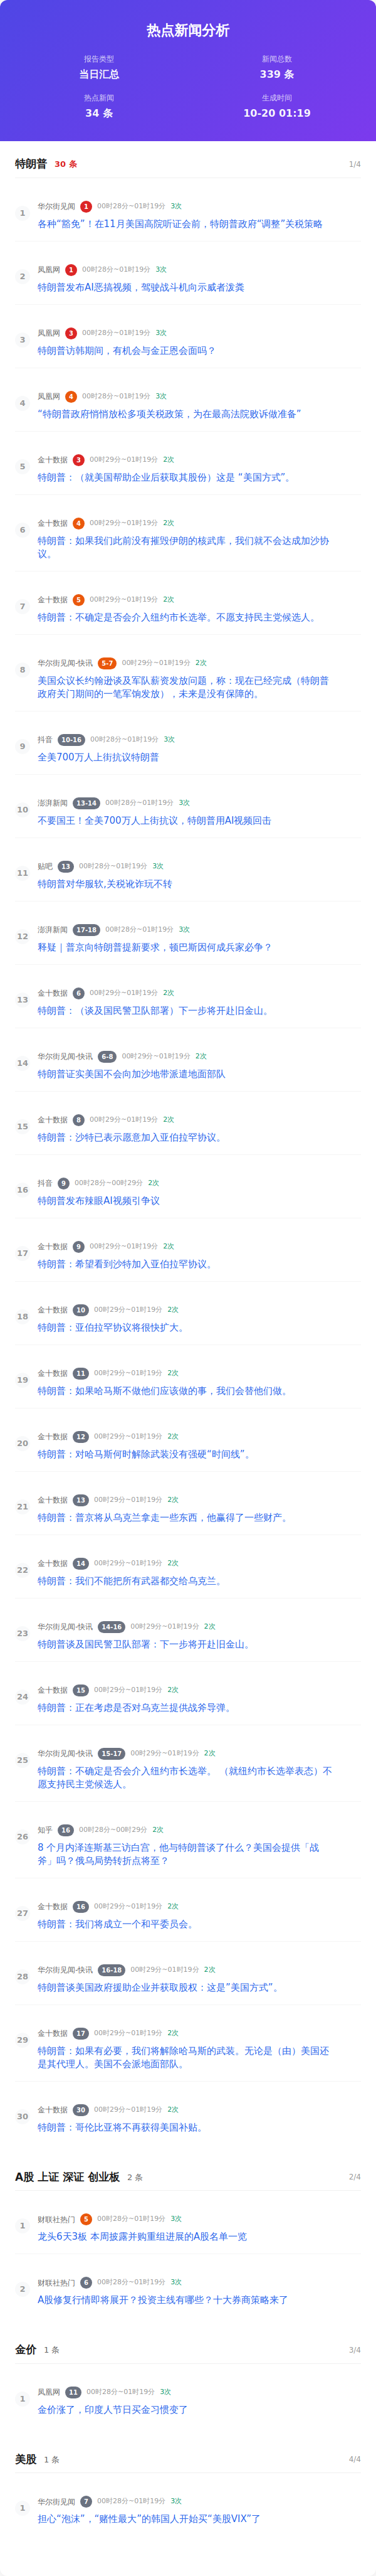 热点新闻分析
报告类型
当日汇总
新闻总数
339 条
热点新闻
34 条
生成时间
10-20 01:19
特朗普 30 条 1/4
1 华尔街见闻 1 00时28分~01时19分 3次
各种“豁免”！在11月美国高院听证会前，特朗普政府“调整”关税策略
2 凤凰网 1 00时28分~01时19分 3次
特朗普发布AI恶搞视频，驾驶战斗机向示威者泼粪
3 凤凰网 3 00时28分~01时19分 3次
特朗普访韩期间，有机会与金正恩会面吗？
4 凤凰网 4 00时28分~01时19分 3次
“特朗普政府悄悄放松多项关税政策，为在最高法院败诉做准备”
5 金十数据 3 00时29分~01时19分 2次
特朗普：（就美国帮助企业后获取其股份）这是 “美国方式”。
6 金十数据 4 00时29分~01时19分 2次
特朗普：如果我们此前没有摧毁伊朗的核武库，我们就不会达成加沙协
议。
7 金十数据 5 00时29分~01时19分 2次
特朗普：不确定是否会介入纽约市长选举。不愿支持民主党候选人。
8 华尔街见闻-快讯 5-7 00时29分~01时19分 2次
美国众议长约翰逊谈及军队薪资发放问题，称：现在已经完成（特朗普
政府关门期间的一笔军饷发放），未来是没有保障的。
9 抖音 10-16 00时28分~01时19分 3次
全美700万人上街抗议特朗普
10 澎湃新闻 13-14 00时28分~01时19分 3次
不要国王！全美700万人上街抗议，特朗普用AI视频回击
11 贴吧 13 00时28分~01时19分 3次
特朗普对华服软,关税讹诈玩不转
12 澎湃新闻 17-18 00时28分~01时19分 3次
释疑｜普京向特朗普提新要求，顿巴斯因何成兵家必争？
13 金十数据 6 00时29分~01时19分 2次
特朗普：（谈及国民警卫队部署）下一步将开赴旧金山。
14 华尔街见闻-快讯 6-8 00时29分~01时19分 2次
特朗普证实美国不会向加沙地带派遣地面部队
15 金十数据 8 00时29分~01时19分 2次
特朗普：沙特已表示愿意加入亚伯拉罕协议。
16 抖音 9 00时28分~00时29分 2次
特朗普发布辣眼AI视频引争议
17 金十数据 9 00时29分~01时19分 2次
特朗普：希望看到沙特加入亚伯拉罕协议。
18 金十数据 10 00时29分~01时19分 2次
特朗普：亚伯拉罕协议将很快扩大。
19 金十数据 11 00时29分~01时19分 2次
特朗普：如果哈马斯不做他们应该做的事，我们会替他们做。
20 金十数据 12 00时29分~01时19分 2次
特朗普：对哈马斯何时解除武装没有强硬“时间线”。
21 金十数据 13 00时29分~01时19分 2次
特朗普：普京将从乌克兰拿走一些东西，他赢得了一些财产。
22 金十数据 14 00时29分~01时19分 2次
特朗普：我们不能把所有武器都交给乌克兰。
23 华尔街见闻-快讯 14-16 00时29分~01时19分 2次
特朗普谈及国民警卫队部署：下一步将开赴旧金山。
24 金十数据 15 00时29分~01时19分 2次
特朗普：正在考虑是否对乌克兰提供战斧导弹。
25 华尔街见闻-快讯 15-17 00时29分~01时19分 2次
特朗普：不确定是否会介入纽约市长选举。 （就纽约市长选举表态）不
愿支持民主党候选人。
26 知乎 16 00时28分~00时29分 2次
8 个月内泽连斯基三访白宫，他与特朗普谈了什么？美国会提供「战
斧」吗？俄乌局势转折点将至？
27 金十数据 16 00时29分~01时19分 2次
特朗普：我们将成立一个和平委员会。
28 华尔街见闻-快讯 16-18 00时29分~01时19分 2次
特朗普谈美国政府援助企业并获取股权：这是“美国方式”。
29 金十数据 17 00时29分~01时19分 2次
特朗普：如果有必要，我们将解除哈马斯的武装。无论是（由）美国还
是其代理人。美国不会派地面部队。
30 金十数据 30 00时29分~01时19分 2次
特朗普：哥伦比亚将不再获得美国补贴。
A股 上证 深证 创业板 2 条 2/4
1 财联社热门 5 00时28分~01时19分 3次
龙头6天3板 本周披露并购重组进展的A股名单一览
2 财联社热门 6 00时28分~01时19分 3次
A股修复行情即将展开？投资主线有哪些？十大券商策略来了
金价 1 条 3/4
1 凤凰网 11 00时28分~01时19分 3次
金价涨了，印度人节日买金习惯变了
美股 1 条 4/4
1 华尔街见闻 7 00时28分~01时19分 3次
担心“泡沫”，“赌性最大”的韩国人开始买“美股VIX”了